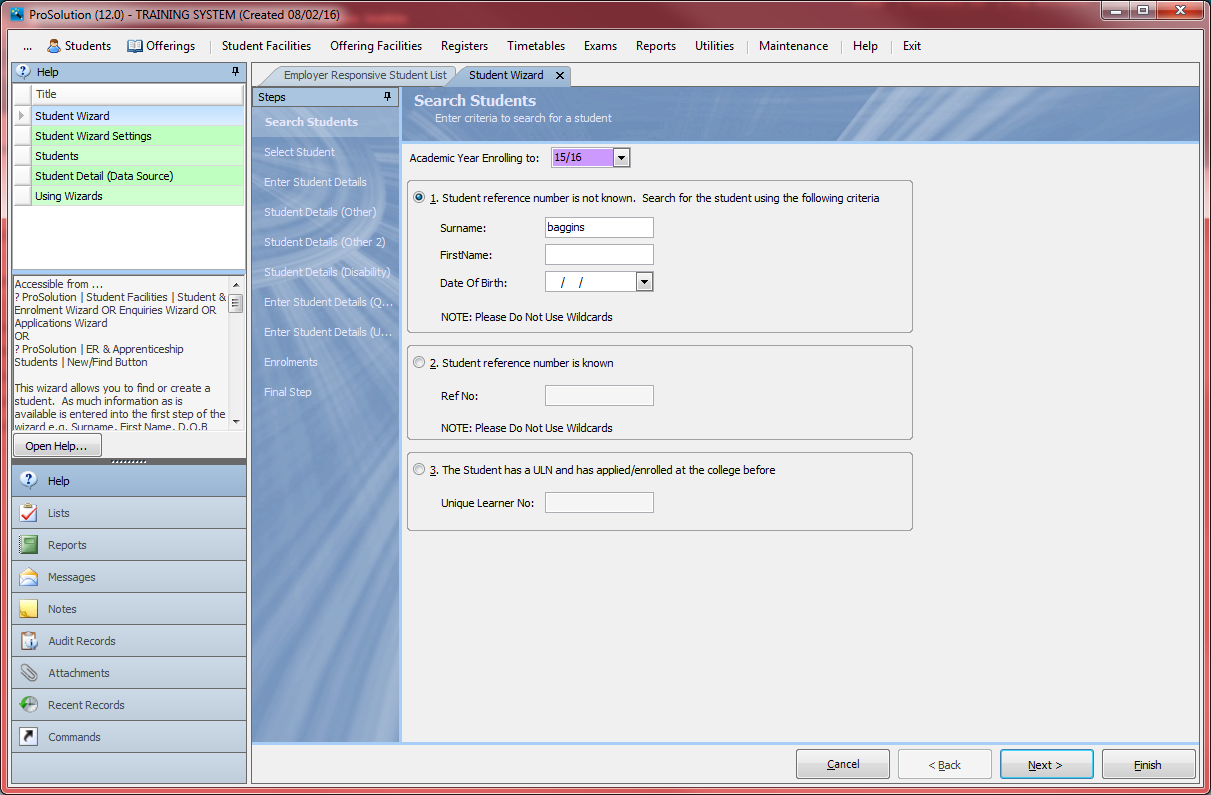 ProSolution (12.0) - TRAINING SYSTEM (Created 08/02/16)
... Students Offerings Student Facilities Offering Facilities Registers Timetables Exams Reports Utilities Maintenance Help Exit
Help
Title
Student Wizard
Student Wizard Settings
Students
Student Detail (Data Source)
Using Wizards
Accessible from ...
? ProSolution | Student Facilities | Student &
Enrolment Wizard OR Enquiries Wizard OR
Applications Wizard
OR
? ProSolution | ER & Apprenticeship
Students | New/Find Button
This wizard allows you to find or create a
student. As much information as is
available is entered into the first step of the
wizard e.g. Surname, First Name, D.O.B
Open Help...
Help
Lists
Reports
Messages
Notes
Audit Records
Attachments
Recent Records
Commands
Employer Responsive Student List
Student Wizard
Steps
Search Students
Select Student
Enter Student Details
Student Details (Other)
Student Details (Other 2)
Student Details (Disability)
Enter Student Details (Q...
Enter Student Details (U...
Enrolments
Final Step
Search Students
Enter criteria to search for a student
Academic Year Enrolling to: 15/16
1. Student reference number is not known. Search for the student using the following criteria
Surname: baggins
FirstName:
Date Of Birth: / /
NOTE: Please Do Not Use Wildcards
2. Student reference number is known
Ref No:
NOTE: Please Do Not Use Wildcards
3. The Student has a ULN and has applied/enrolled at the college before
Unique Learner No:
Cancel
< Back
Next >
Finish